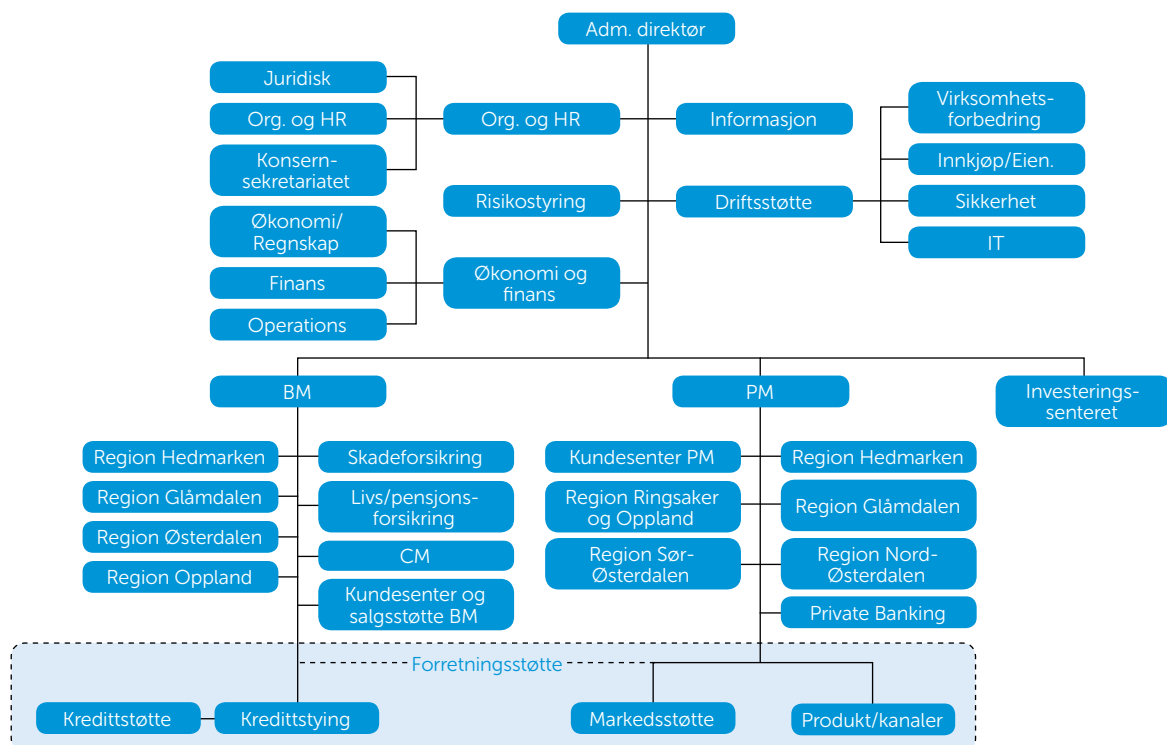 Adm. direktør
Juridisk
Org. og HR
Konsern-
sekretariatet
Org. og HR
Informasjon
Virksomhets-
forbedring
Innkjøp/Eien.
Sikkerhet
IT
Risikostyring
Driftsstøtte
Økonomi/
Regnskap
Finans
Operations
Økonomi og
finans
BM
PM
Investerings-
senteret
Region Hedmarken
Region Glåmdalen
Region Østerdalen
Region Oppland
Skadeforsikring
Livs/pensjons-
forsikring
CM
Kundesenter og
salgsstøtte BM
Kundesenter PM
Region Ringsaker
og Oppland
Region Sør-
Østerdalen
Region Hedmarken
Region Glåmdalen
Region Nord-
Østerdalen
Private Banking
Forretningsstøtte
Kredittstøtte
Kredittstying
Markedsstøtte
Produkt/kanaler